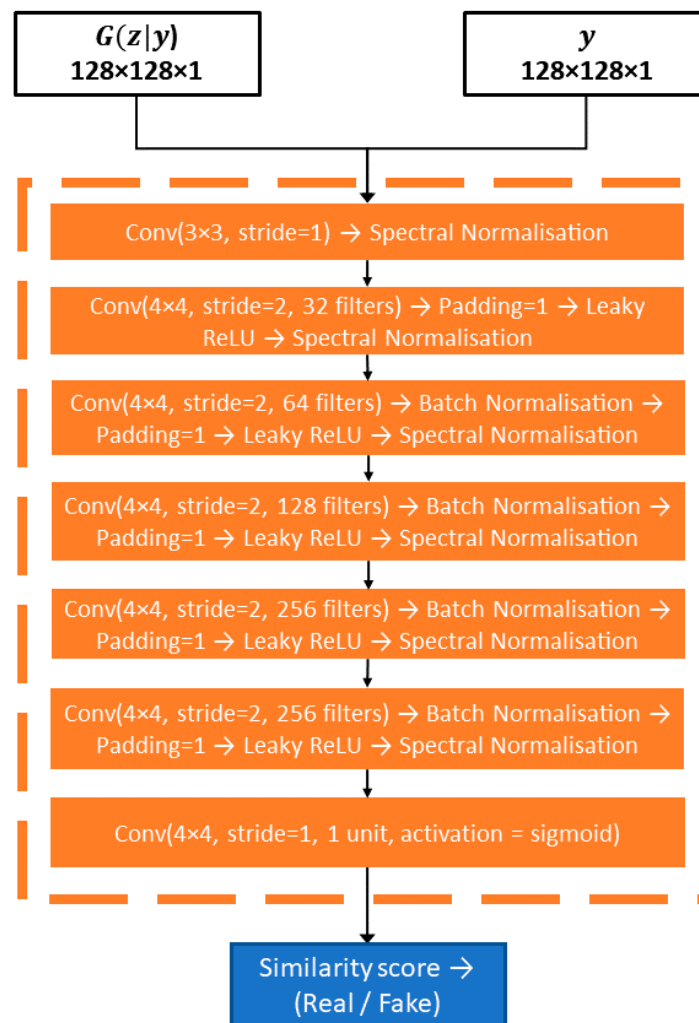 G(z|y)
128×128×1
y
128×128×1
Conv(3×3, stride=1) → Spectral Normalisation
Conv(4×4, stride=2, 32 filters) → Padding=1 → Leaky
ReLU → Spectral Normalisation
Conv(4×4, stride=2, 64 filters) → Batch Normalisation →
Padding=1 → Leaky ReLU → Spectral Normalisation
Conv(4×4, stride=2, 128 filters) → Batch Normalisation →
Padding=1 → Leaky ReLU → Spectral Normalisation
Conv(4×4, stride=2, 256 filters) → Batch Normalisation →
Padding=1 → Leaky ReLU → Spectral Normalisation
Conv(4×4, stride=2, 256 filters) → Batch Normalisation →
Padding=1 → Leaky ReLU → Spectral Normalisation
Conv(4×4, stride=1, 1 unit, activation = sigmoid)
Similarity score →
(Real / Fake)